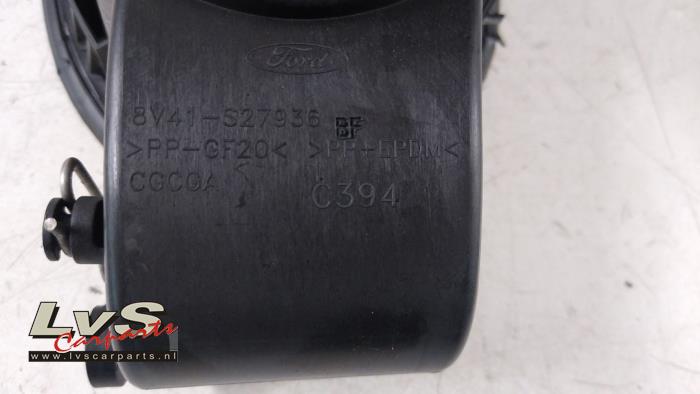 Ford
8V41-S27936 BF
>PP-GF20< >PP-EPDM<
CGCGA
C394
LvS
Carparts
www.lvscarparts.nl